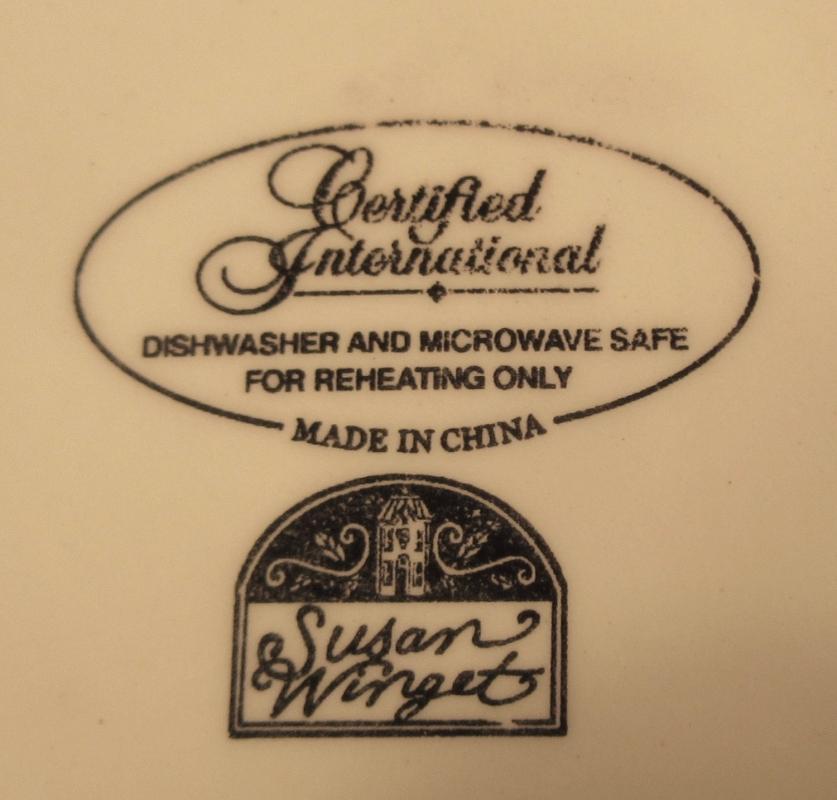 Certified
International
DISHWASHER AND MICROWAVE SAFE
FOR REHEATING ONLY
MADE IN CHINA
Susan
Winget